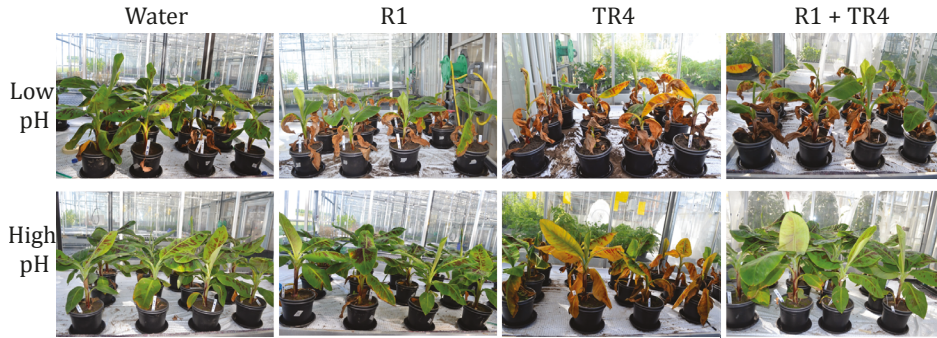 Water R1 TR4 R1 + TR4
Low
pH
High
pH